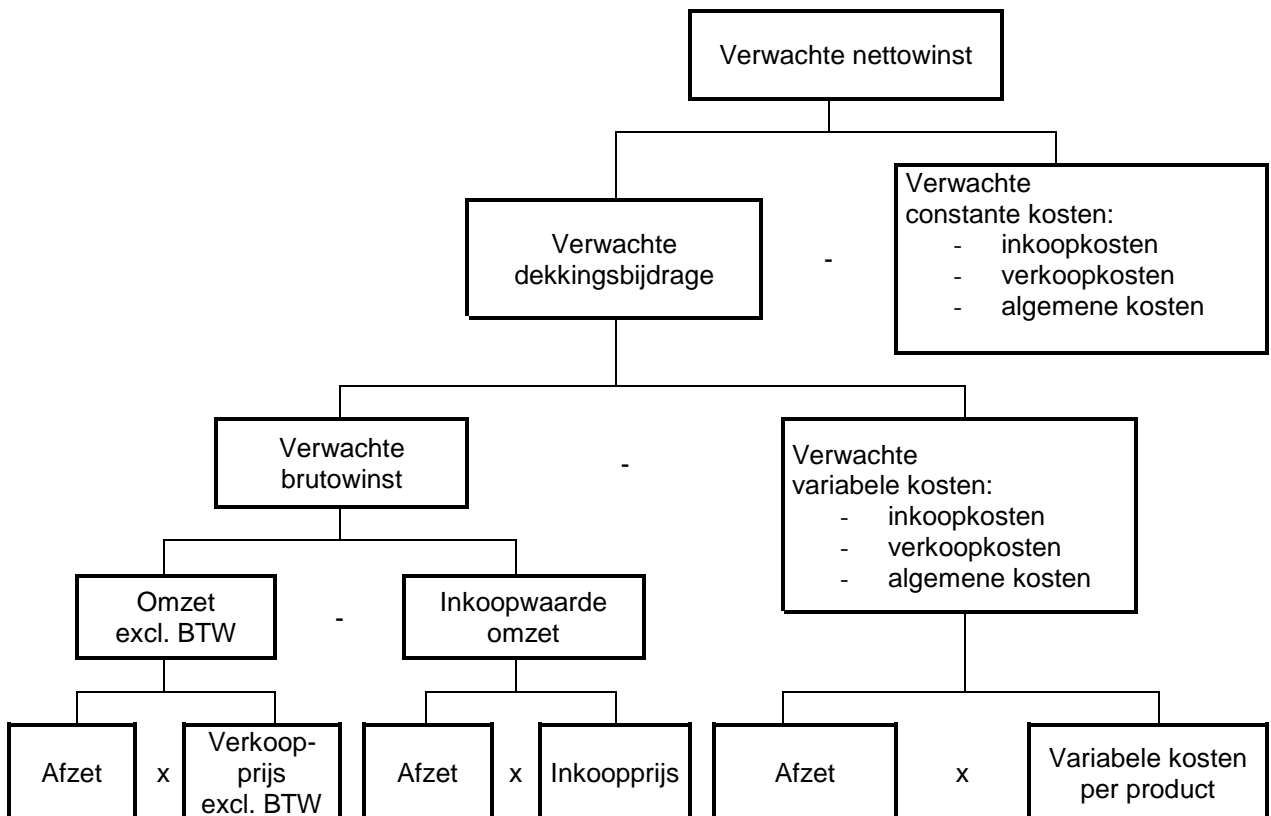 Verwachte nettowinst
Verwachte
constante kosten:
- inkoopkosten
- verkoopkosten
- algemene kosten
Verwachte
dekkingsbijdrage
-
Verwachte
brutowinst
-
Verwachte
variabele kosten:
- inkoopkosten
- verkoopkosten
- algemene kosten
Omzet
excl. BTW
-
Inkoopwaarde
omzet
Afzet
x
Verkoop-
prijs
excl. BTW
Afzet
x
Inkoopprijs
Afzet
x
Variabele kosten
per product